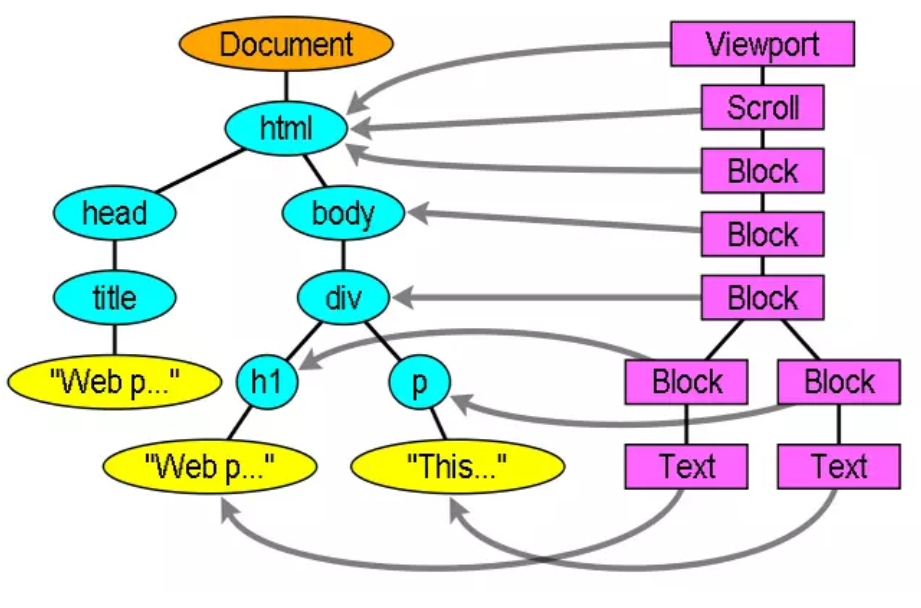 Document
Viewport
html
Scroll
Block
head
body
Block
title
div
Block
"Web p..."
h1
p
Block
Block
"Web p..."
"This..."
Text
Text